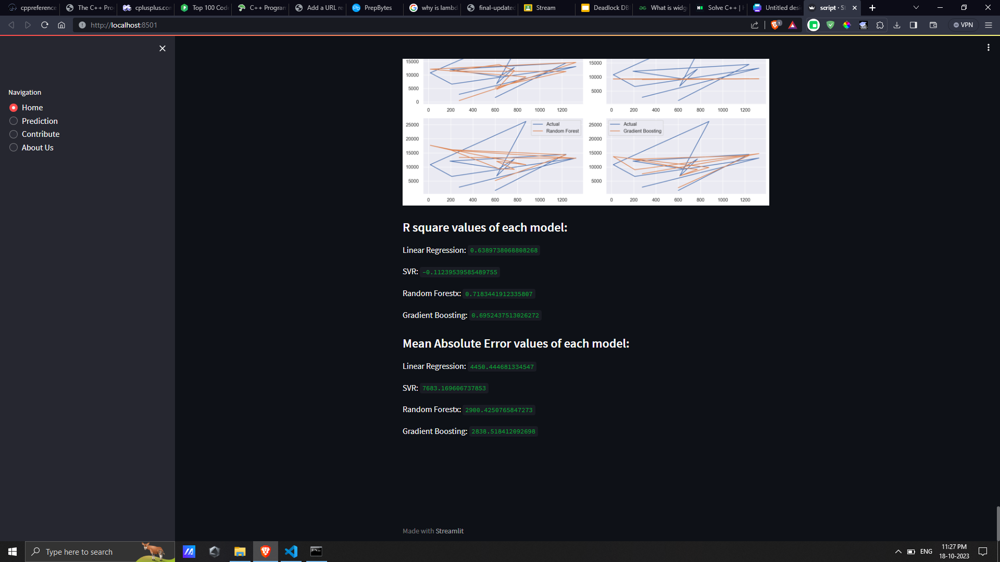 cppreference
The C++ Pro
cplusplus.com
Top 100 Cod
C++ Program
Add a URL re
PrepBytes
why is lambd
final-updated
Stream
Deadlock DB
What is widg
Solve C++ | H
Untitled desi
script · S
http://localhost:8501
1
VPN
Navigation
Home
Prediction
Contribute
About Us
15000
10000
5000
0
0 200 400 600 800 1000 1200
15000
10000
5000
0 200 400 600 800 1000 1200
25000
20000
15000
10000
5000
Actual
Random Forest
0 200 400 600 800 1000 1200
25000
20000
15000
10000
5000
Actual
Gradient Boosting
0 200 400 600 800 1000 1200
R square values of each model:
Linear Regression: 0.6389738068808268
SVR: -0.11239539585489755
Random Forestx: 0.7183441912335807
Gradient Boosting: 0.6952437513026272
Mean Absolute Error values of each model:
Linear Regression: 4450.444681334547
SVR: 7683.169606737853
Random Forestx: 2900.4250765847273
Gradient Boosting: 2838.518412092698
Made with Streamlit
Type here to search
ENG
11:27 PM
18-10-2023